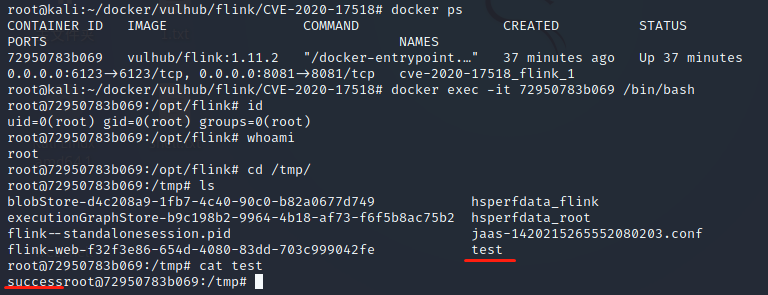 root@kali:~/docker/vulhub/flink/CVE-2020-17518# docker ps
CONTAINER ID   IMAGE                 COMMAND                  CREATED          STATUS
PORTS                                            NAMES
72950783b069   vulhub/flink:1.11.2   "/docker-entrypoint.…"   37 minutes ago   Up 37 minutes
0.0.0.0:6123→6123/tcp, 0.0.0.0:8081→8081/tcp   cve-2020-17518_flink_1
root@kali:~/docker/vulhub/flink/CVE-2020-17518# docker exec -it 72950783b069 /bin/bash
root@72950783b069:/opt/flink# id
uid=0(root) gid=0(root) groups=0(root)
root@72950783b069:/opt/flink# whoami
root
root@72950783b069:/opt/flink# cd /tmp/
root@72950783b069:/tmp# ls
blobStore-d4c208a9-1fb7-4c40-90c0-b82a0677d749            hsperfdata_flink
executionGraphStore-b9c198b2-9964-4b18-af73-f6f5b8ac75b2  hsperfdata_root
flink--standalonesession.pid                              jaas-1420215265552080203.conf
flink-web-f32f3e86-654d-4080-83dd-703c999042fe            test
root@72950783b069:/tmp# cat test
successroot@72950783b069:/tmp#